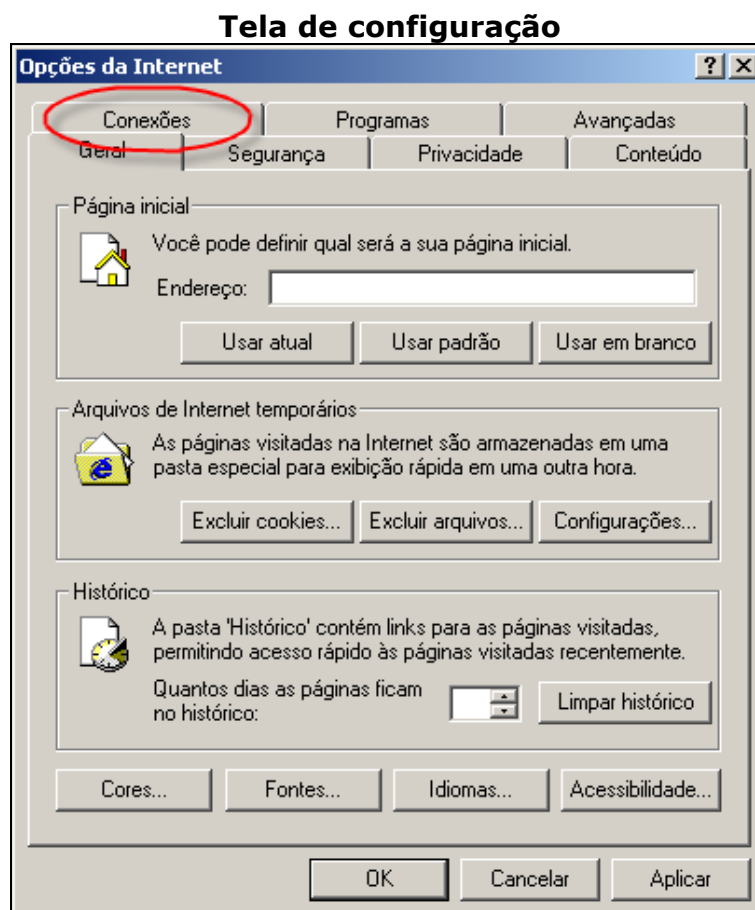 Tela de configuração
Opções da Internet
Conexões Programas Avançadas
Geral Segurança Privacidade Conteúdo
Página inicial
Você pode definir qual será a sua página inicial.
Endereço:
Usar atual Usar padrão Usar em branco
Arquivos de Internet temporários
As páginas visitadas na Internet são armazenadas em uma
pasta especial para exibição rápida em uma outra hora.
Excluir cookies... Excluir arquivos... Configurações...
Histórico
A pasta 'Histórico' contém links para as páginas visitadas,
permitindo acesso rápido às páginas visitadas recentemente.
Quantos dias as páginas ficam
no histórico:
Limpar histórico
Cores... Fontes... Idiomas... Acessibilidade...
OK Cancelar Aplicar